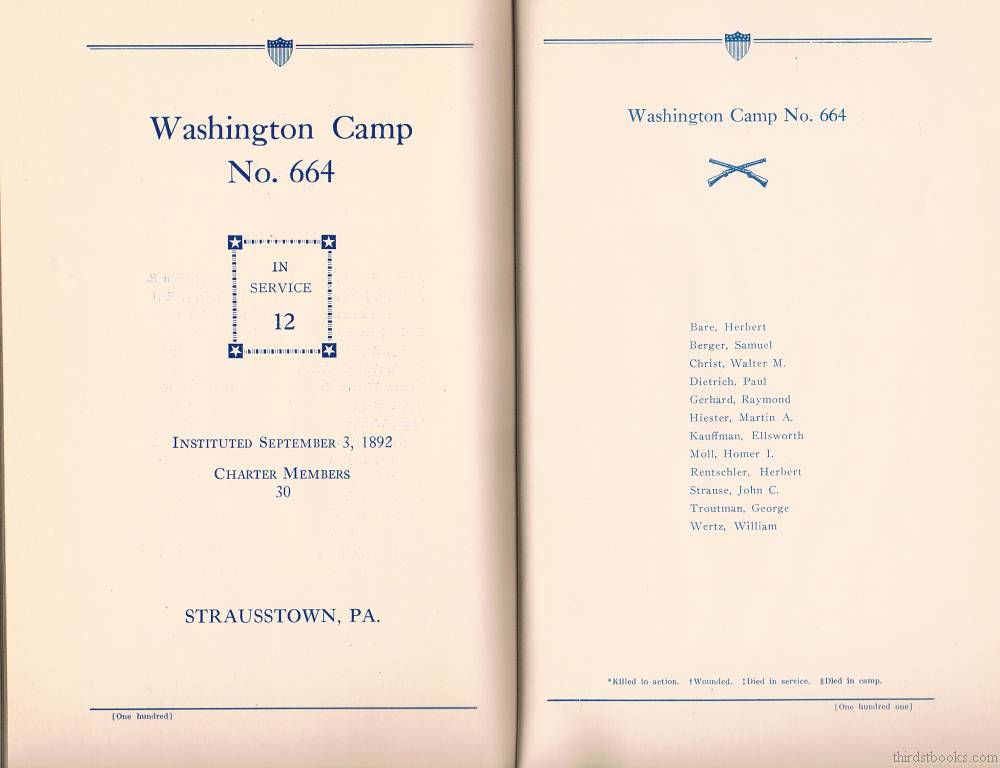 Washington Camp
No. 664
IN
SERVICE
12
INSTITUTED SEPTEMBER 3, 1892
CHARTER MEMBERS
30
STRAUSSTOWN, PA.
[One hundred]
Washington Camp No. 664
Bare, Herbert
Berger, Samuel
Christ, Walter M.
Dietrich, Paul
Gerhard, Raymond
Hiester, Martin A.
Kauffman, Ellsworth
Moll, Homer I.
Rentschler, Herbert
Strause, John C.
Troutman, George
Wertz, William
*Killed in action. †Wounded. ‡Died in service. §Died in camp.
[One hundred one]
thirdstbooks.com